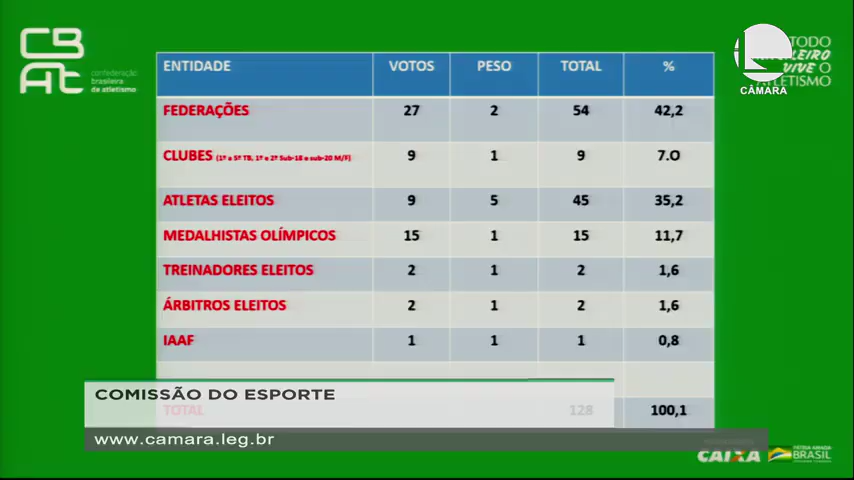 CBAt
confederação
brasileira
de atletismo
TODO
VIVE O
ATLETISMO
CÂMARA
ENTIDADE VOTOS PESO TOTAL %
FEDERAÇÕES 27 2 54 42,2
CLUBES (1º a 5º TB, 1º e 2º Sub-18 e sub-20 M/F) 9 1 9 7.0
ATLETAS ELEITOS 9 5 45 35,2
MEDALHISTAS OLÍMPICOS 15 1 15 11,7
TREINADORES ELEITOS 2 1 2 1,6
ÁRBITROS ELEITOS 2 1 2 1,6
IAAF 1 1 1 0,8
TOTAL 128 100,1
COMISSÃO DO ESPORTE
www.camara.leg.br
CAIXA
PÁTRIA AMADA
BRASIL